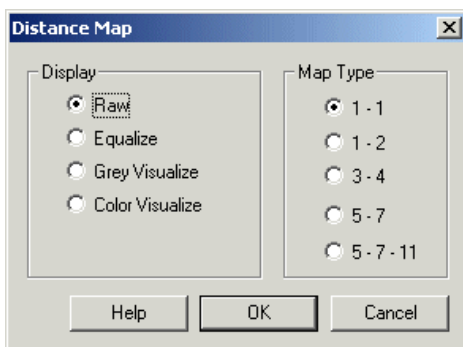 Distance Map
Display
Raw
Equalize
Grey Visualize
Color Visualize
Map Type
1 - 1
1 - 2
3 - 4
5 - 7
5 - 7 - 11
Help
OK
Cancel